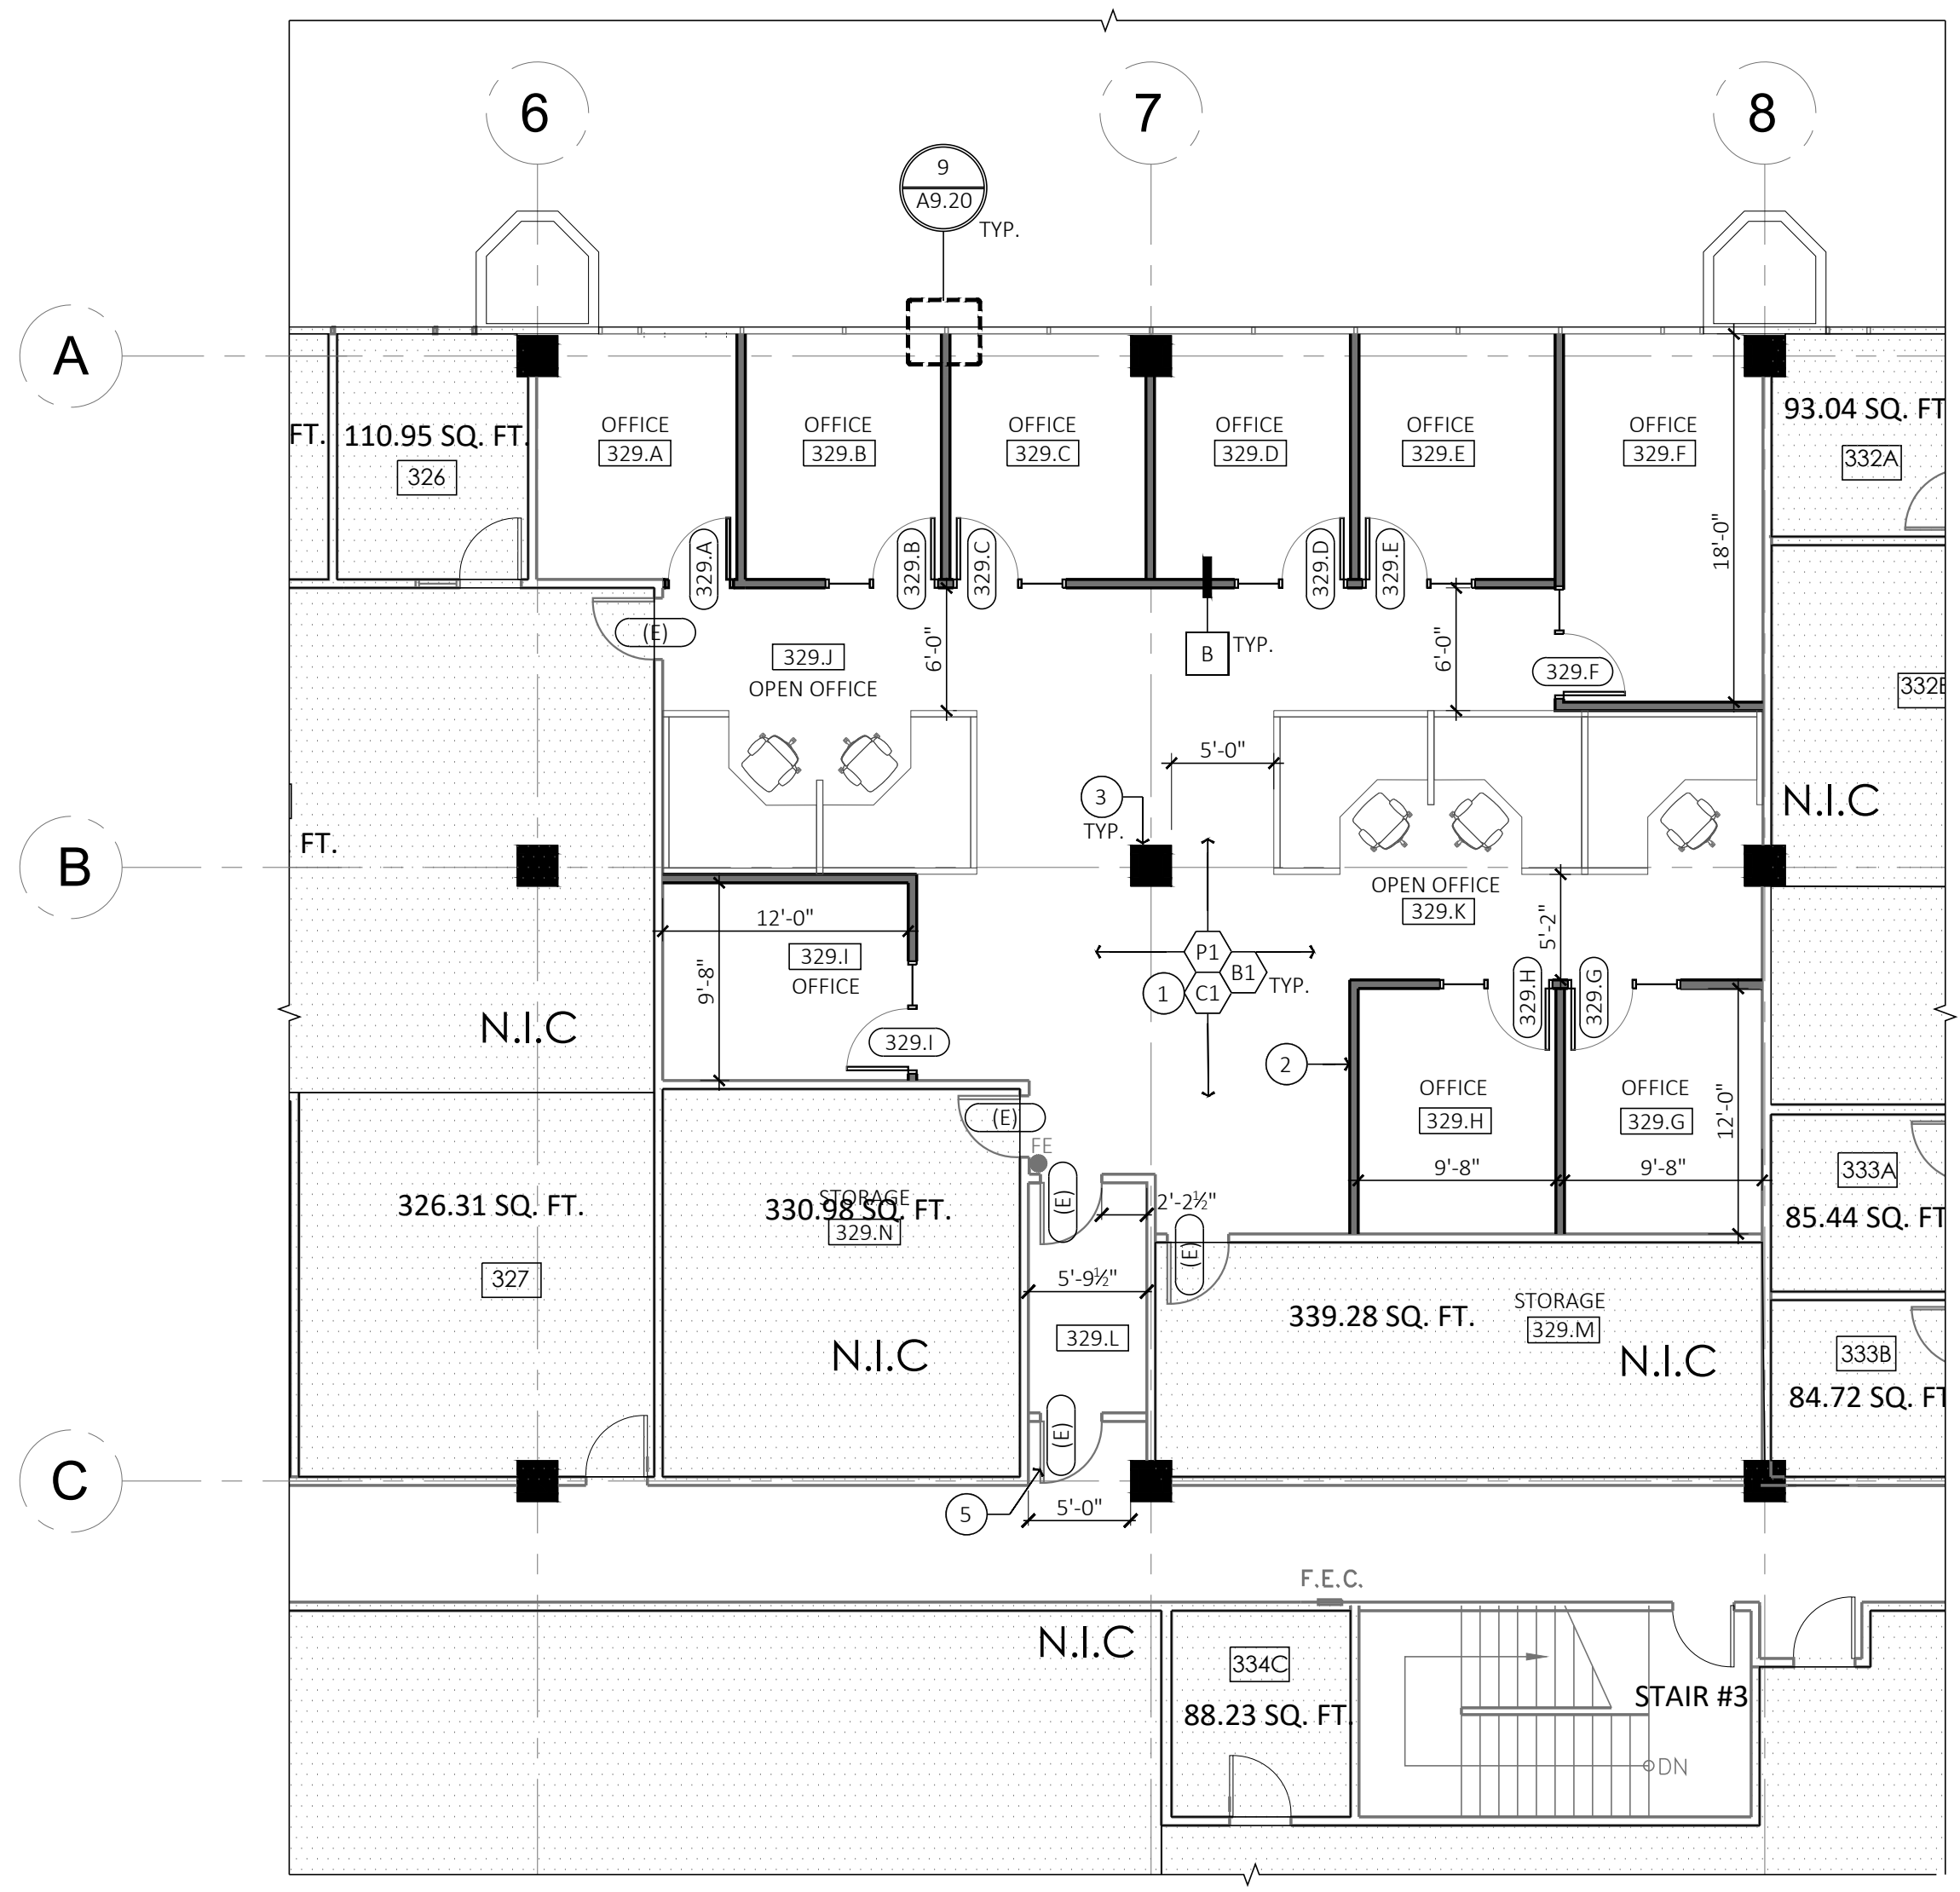 6
7
8
9
A9.20
TYP.
A
FT.
110.95 SQ. FT.
326
OFFICE
329.A
OFFICE
329.B
OFFICE
329.C
OFFICE
329.D
OFFICE
329.E
OFFICE
329.F
93.04 SQ. FT
332A
18'-0"
329.A
329.B
329.C
329.D
329.E
(E)
329.J
OPEN OFFICE
6'-0"
B
TYP.
6'-0"
329.F
332B
5'-0"
3
TYP.
N.I.C
B
FT.
OPEN OFFICE
329.K
12'-0"
329.I
OFFICE
9'-8"
5'-2"
P1
B1
C1
1
TYP.
329.H
329.G
N.I.C
329.I
2
OFFICE
329.H
OFFICE
329.G
12'-0"
(E)
FE
9'-8"
9'-8"
333A
326.31 SQ. FT.
STORAGE
330.98 SQ. FT.
329.N
(E)
2'-2½"
(E)
85.44 SQ. FT
327
5'-9½"
339.28 SQ. FT.
STORAGE
329.M
329.L
N.I.C
N.I.C
333B
84.72 SQ. FT
(E)
C
5
5'-0"
F.E.C.
N.I.C
334C
88.23 SQ. FT.
STAIR #3
DN